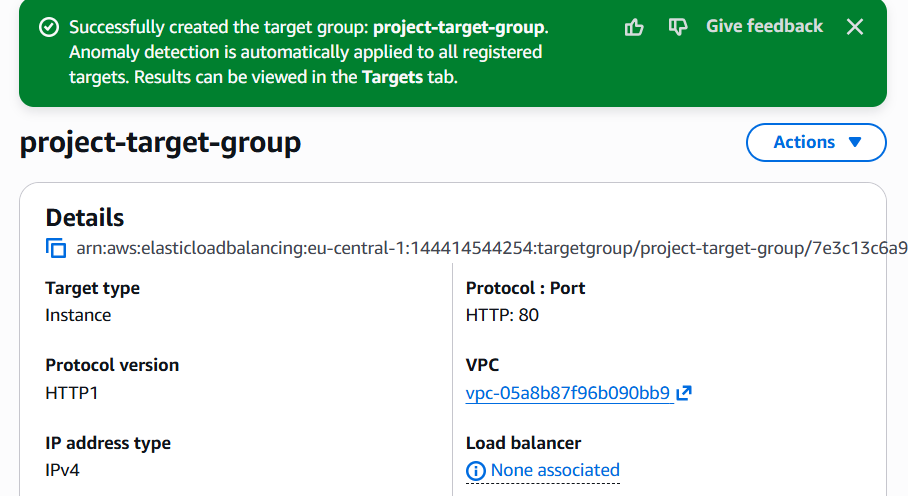 Successfully created the target group: project-target-group.
Anomaly detection is automatically applied to all registered
targets. Results can be viewed in the Targets tab.
Give feedback
project-target-group
Actions
Details
arn:aws:elasticloadbalancing:eu-central-1:144414544254:targetgroup/project-target-group/7e3c13c6a9
Target type
Instance
Protocol : Port
HTTP: 80
Protocol version
HTTP1
VPC
vpc-05a8b87f96b090bb9
IP address type
IPv4
Load balancer
None associated